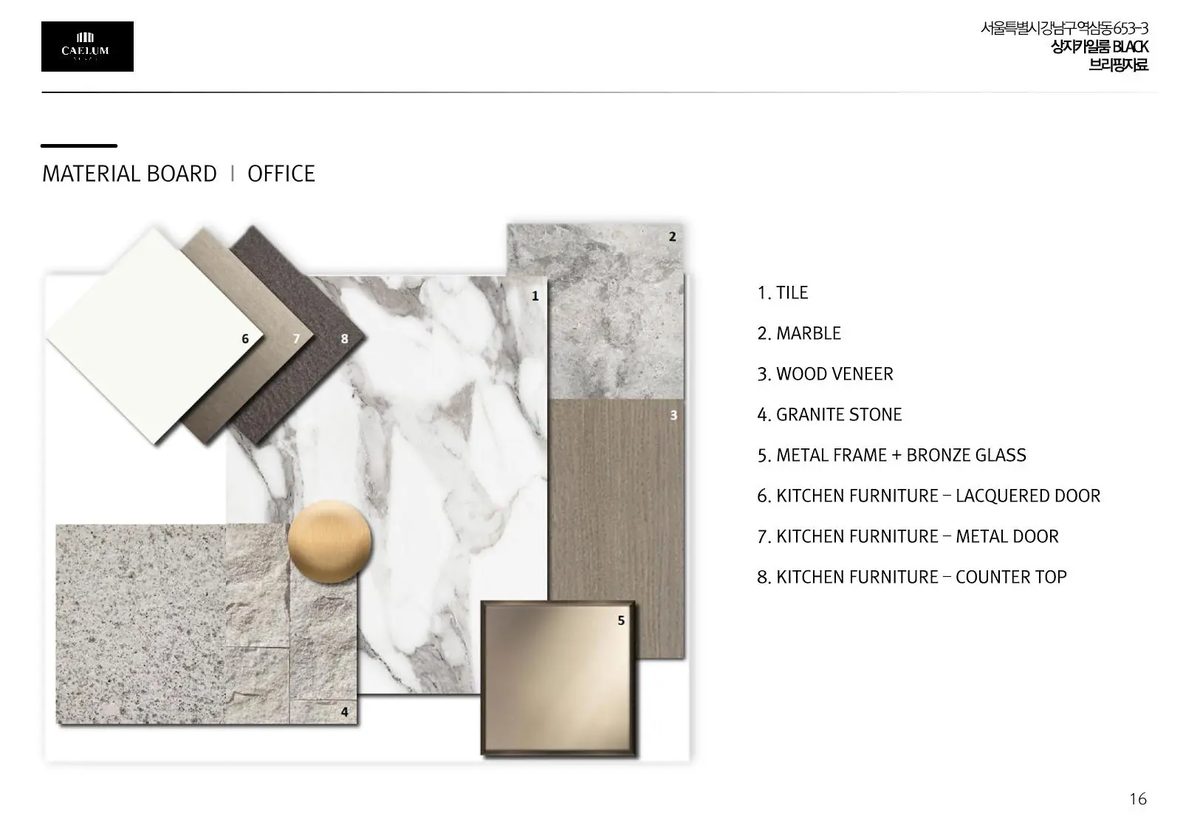 CAELUM
서울특별시 강남구 역삼동 653-3
상지카일룸 BLACK
브리핑자료
MATERIAL BOARD | OFFICE
1
2
3
4
5
6
7
8
1. TILE
2. MARBLE
3. WOOD VENEER
4. GRANITE STONE
5. METAL FRAME + BRONZE GLASS
6. KITCHEN FURNITURE – LACQUERED DOOR
7. KITCHEN FURNITURE – METAL DOOR
8. KITCHEN FURNITURE – COUNTER TOP
16